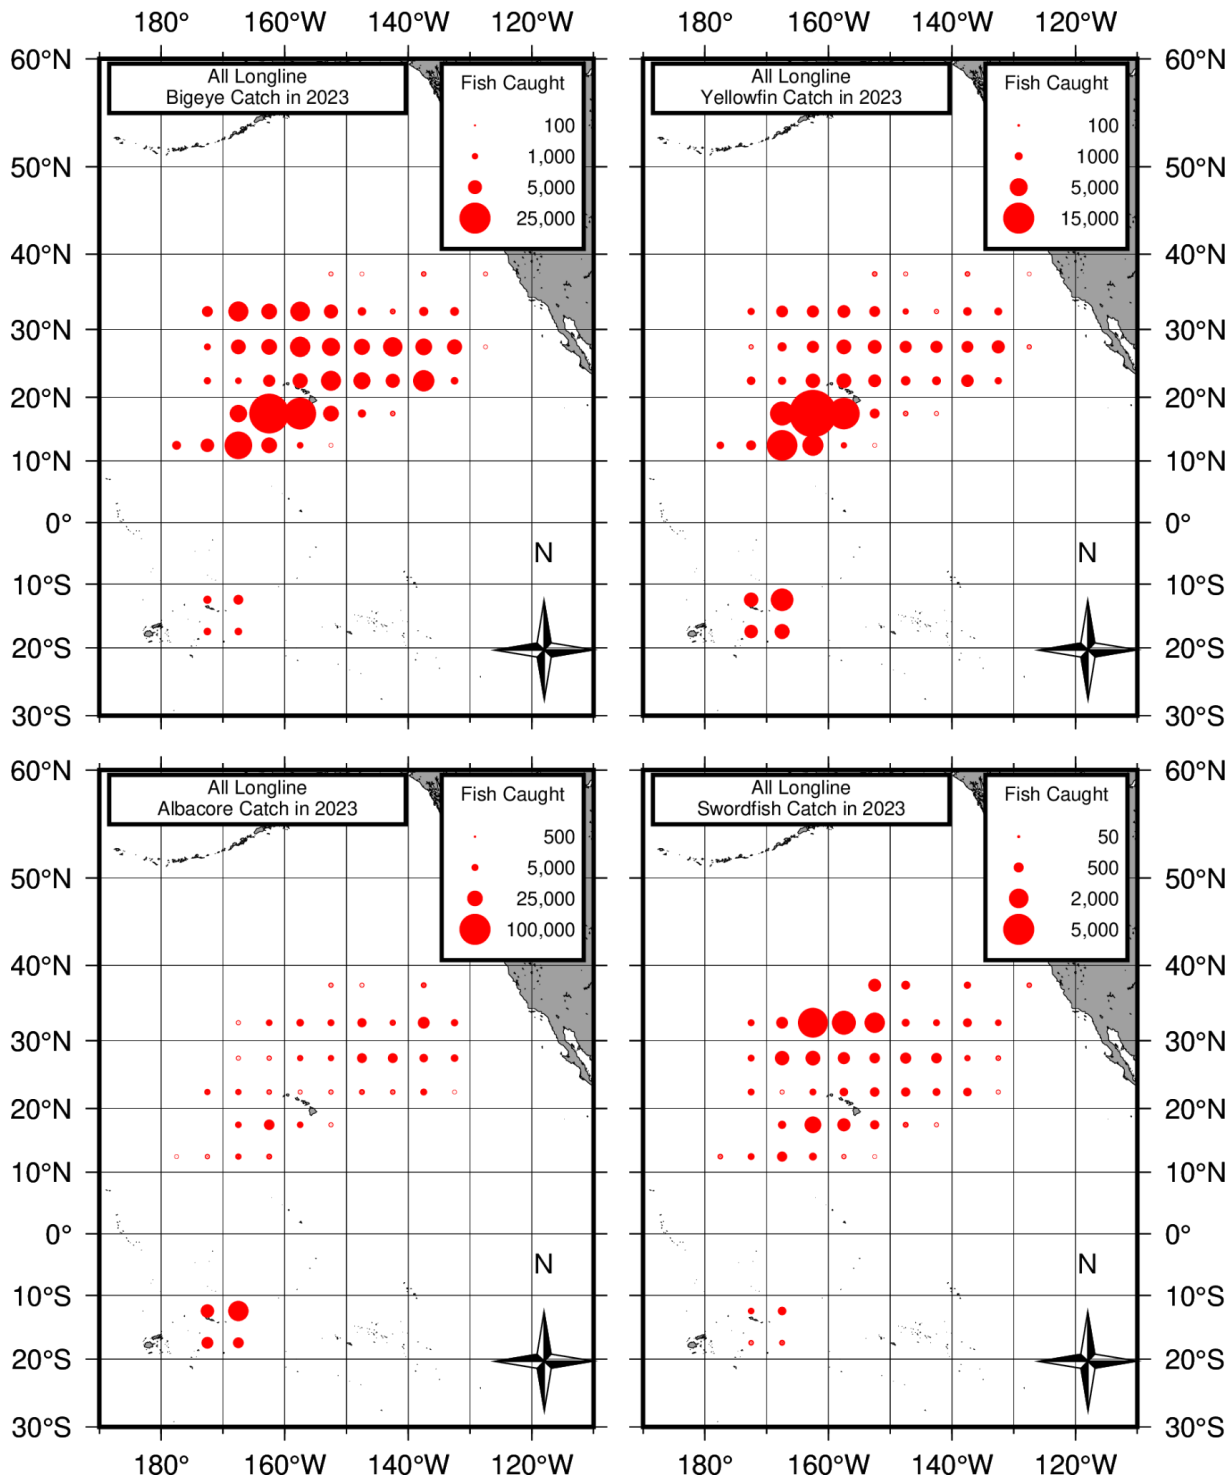 180° 160°W 140°W 120°W 180° 160°W 140°W 120°W
60°N 60°N
All Longline
Bigeye Catch in 2023
Fish Caught
100
1,000
5,000
25,000
All Longline
Yellowfin Catch in 2023
Fish Caught
100
1000
5,000
15,000
50°N 50°N
40°N 40°N
30°N 30°N
20°N 20°N
10°N 10°N
0° 0°
N N
10°S 10°S
20°S 20°S
30°S 30°S
60°N 60°N
All Longline
Albacore Catch in 2023
Fish Caught
500
5,000
25,000
100,000
All Longline
Swordfish Catch in 2023
Fish Caught
50
500
2,000
5,000
50°N 50°N
40°N 40°N
30°N 30°N
20°N 20°N
10°N 10°N
0° 0°
N N
10°S 10°S
20°S 20°S
30°S 30°S
180° 160°W 140°W 120°W 180° 160°W 140°W 120°W